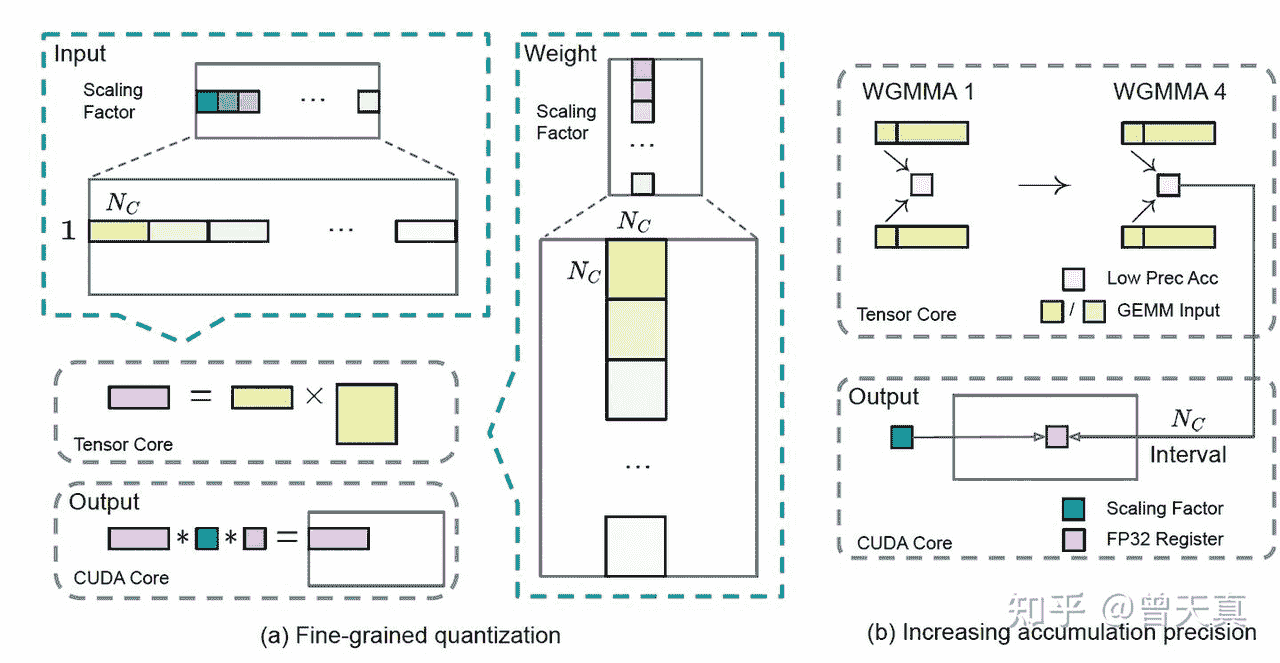 Input
Scaling
Factor
...
N_C
1
...
Tensor Core
= ×
Output
* * =
CUDA Core
Weight
Scaling
Factor
...
N_C
N_C
...
(a) Fine-grained quantization
WGMMA 1
WGMMA 4
Low Prec Acc
/ GEMM Input
Tensor Core
Output
N_C
Interval
Scaling Factor
FP32 Register
CUDA Core
(b) Increasing accumulation precision
知乎 @曾天真